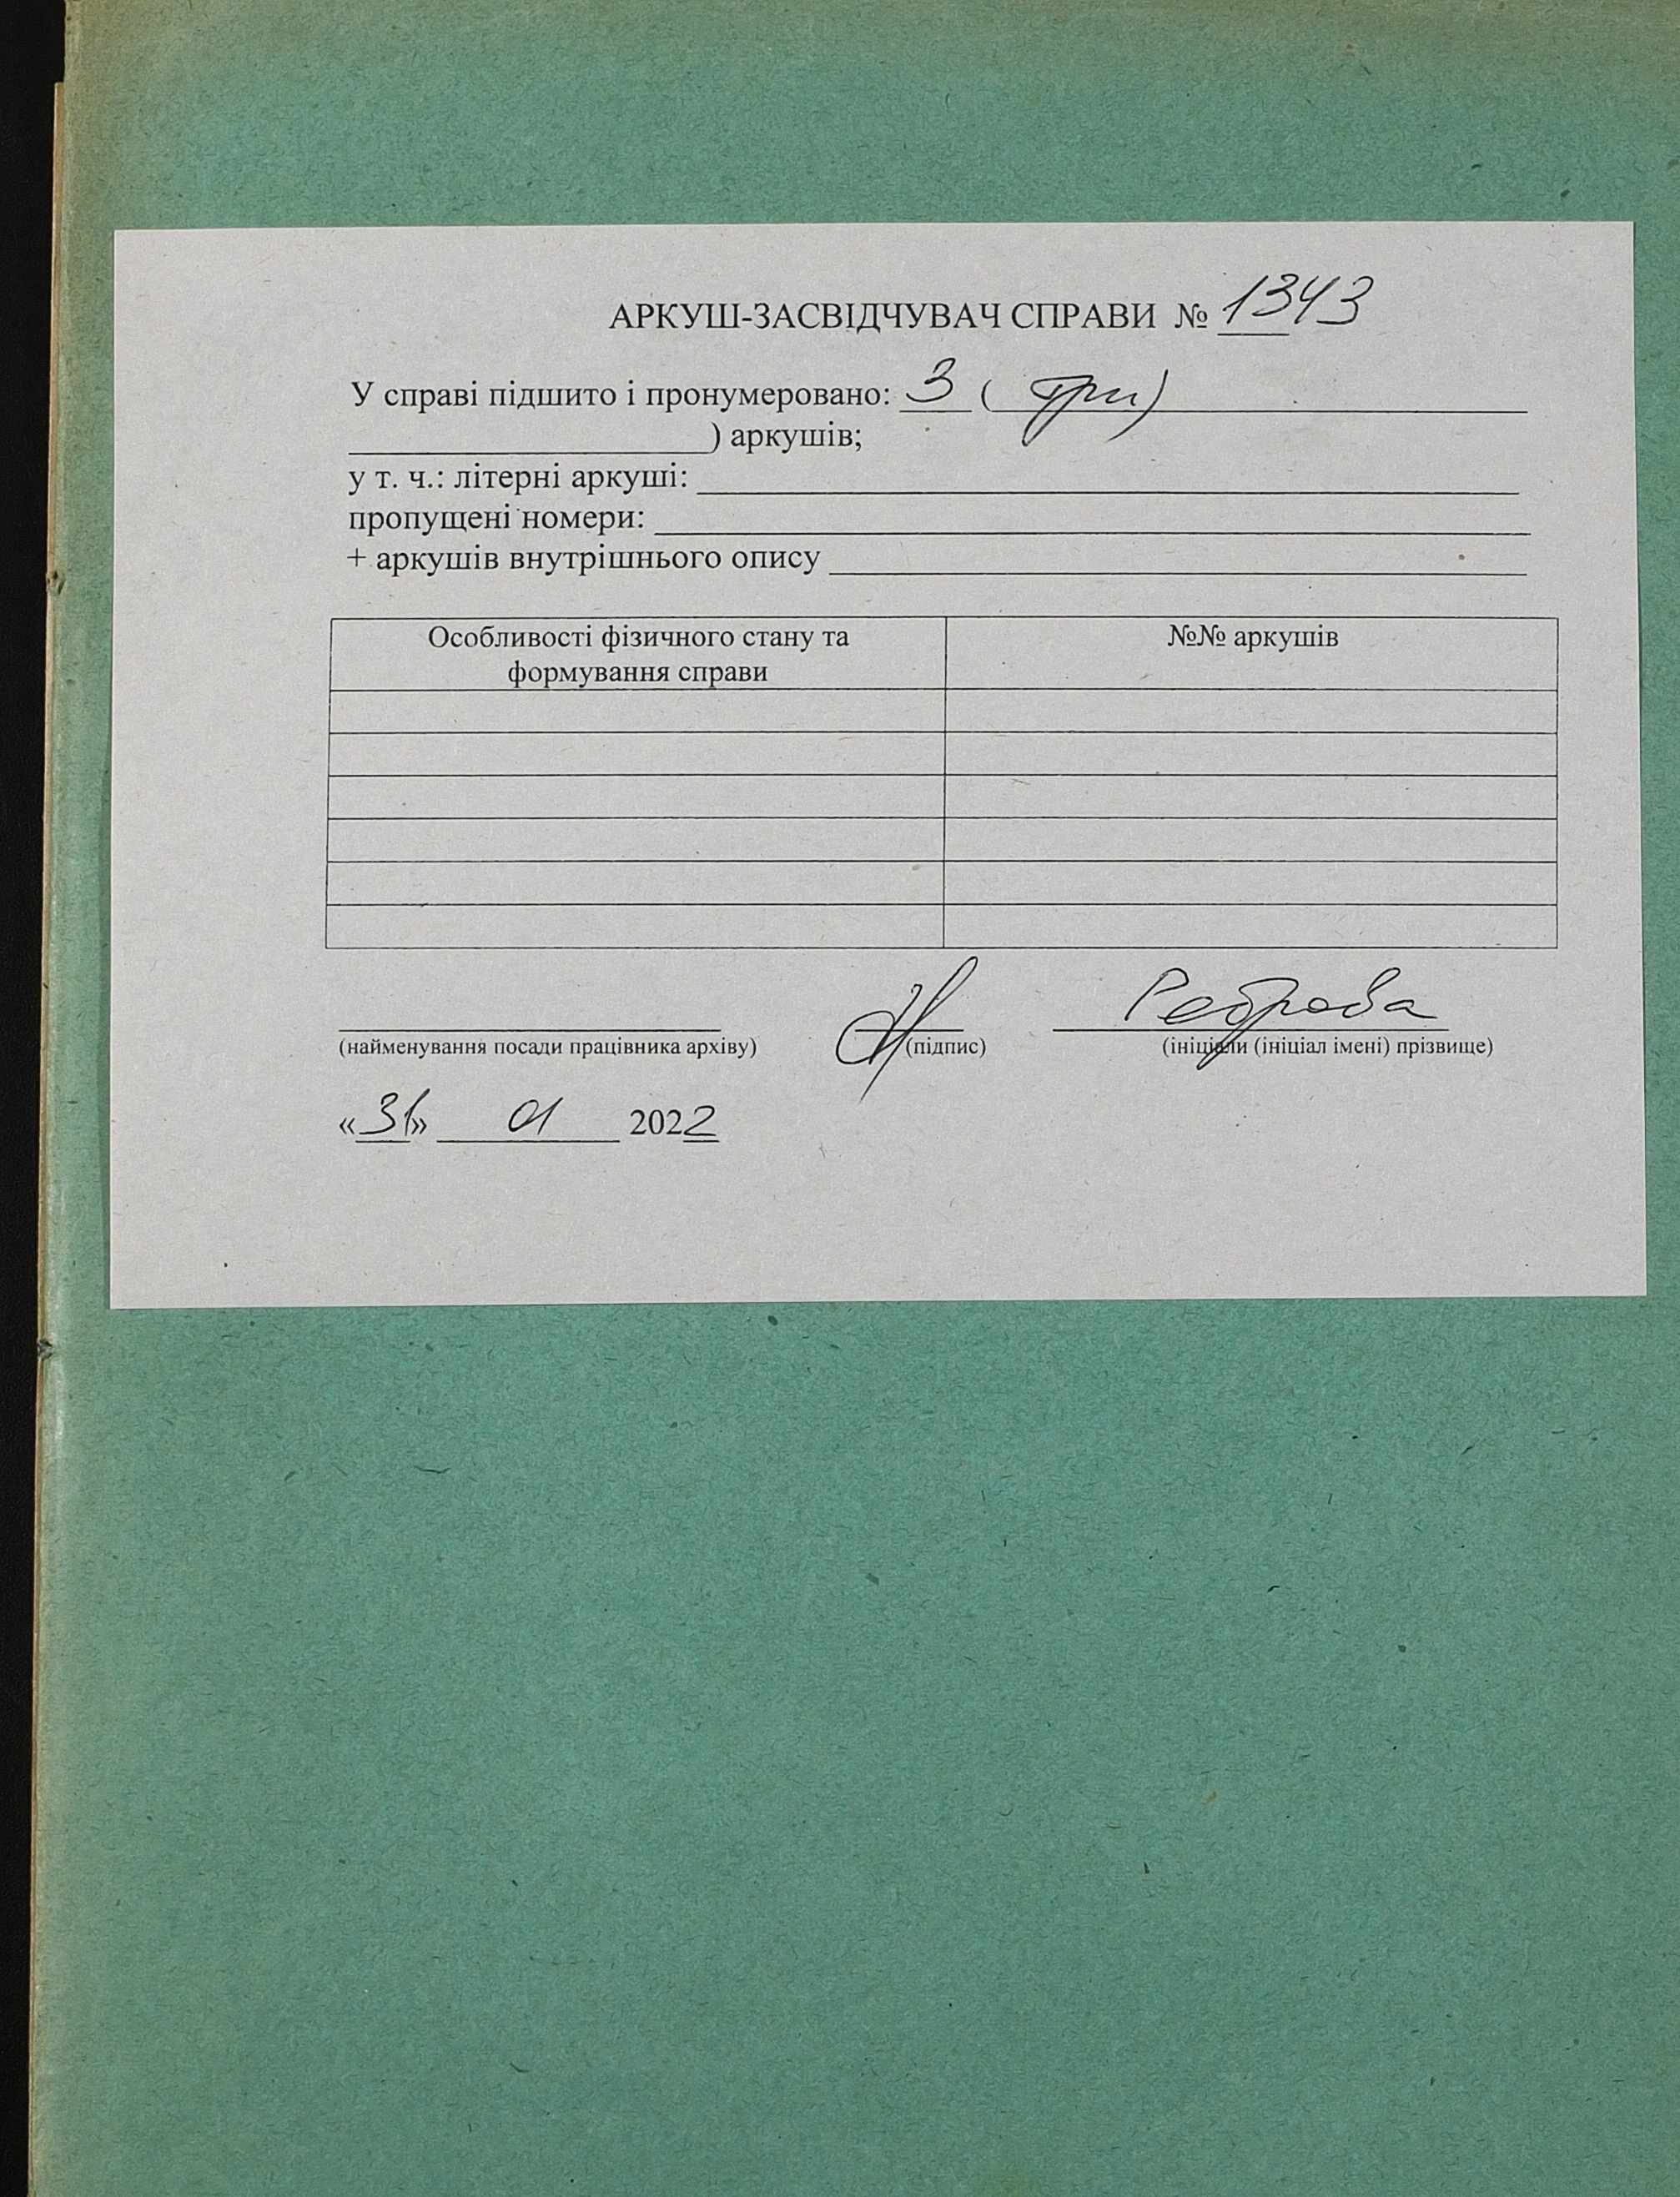 АРКУШ-ЗАСВІДЧУВАЧ СПРАВИ № 1343
У справі підшито і пронумеровано: 3 ( три)
) аркушів;
у т. ч.: літерні аркуші:
пропущені номери:
+ аркушів внутрішнього опису
Особливості фізичного стану та
формування справи
№№ аркушів
Реброва
(найменування посади працівника архіву) (підпис) (ініціали (ініціал імені) прізвище)
«31» 01 2022